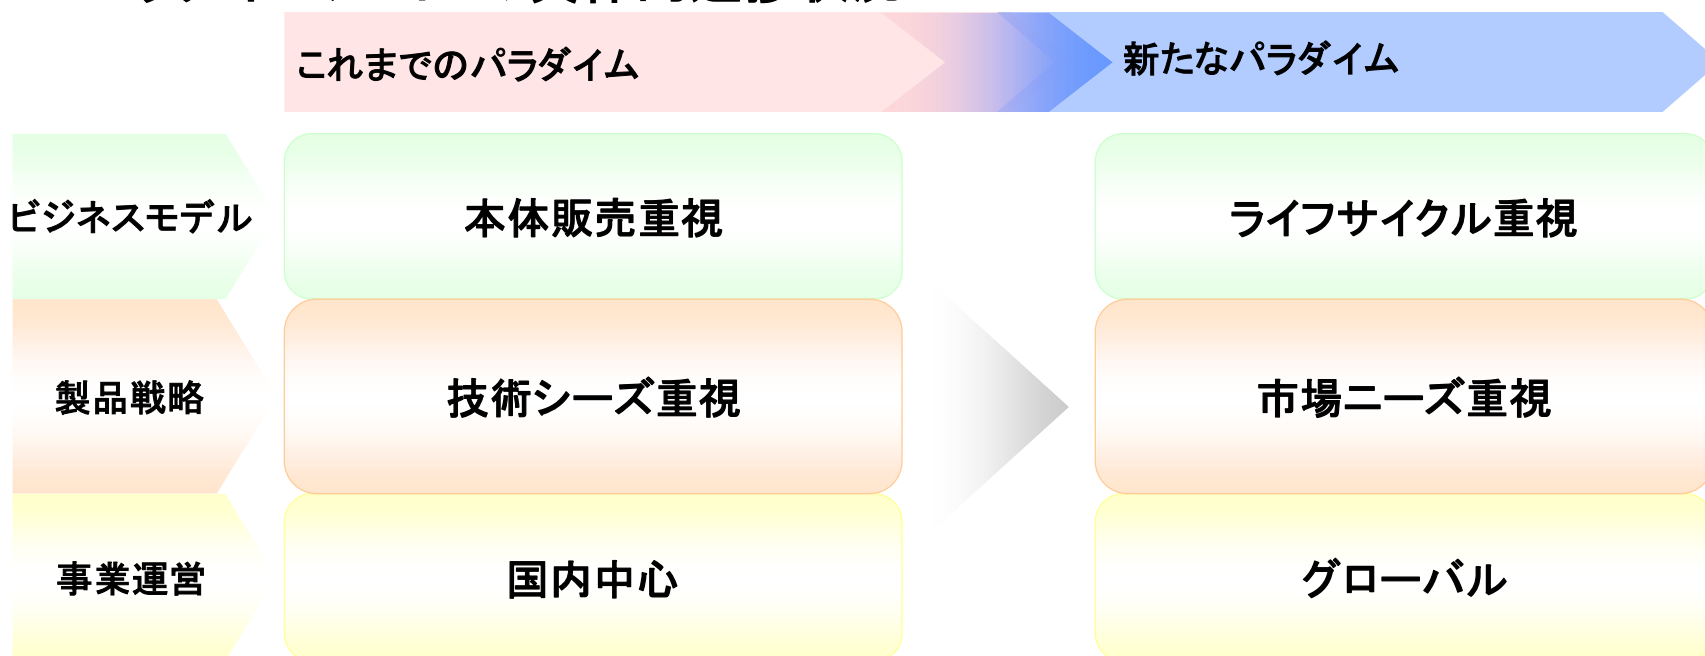 これまでのパラダイム
新たなパラダイム
ビジネスモデル
本体販売重視
ライフサイクル重視
製品戦略
技術シーズ重視
市場ニーズ重視
事業運営
国内中心
グローバル